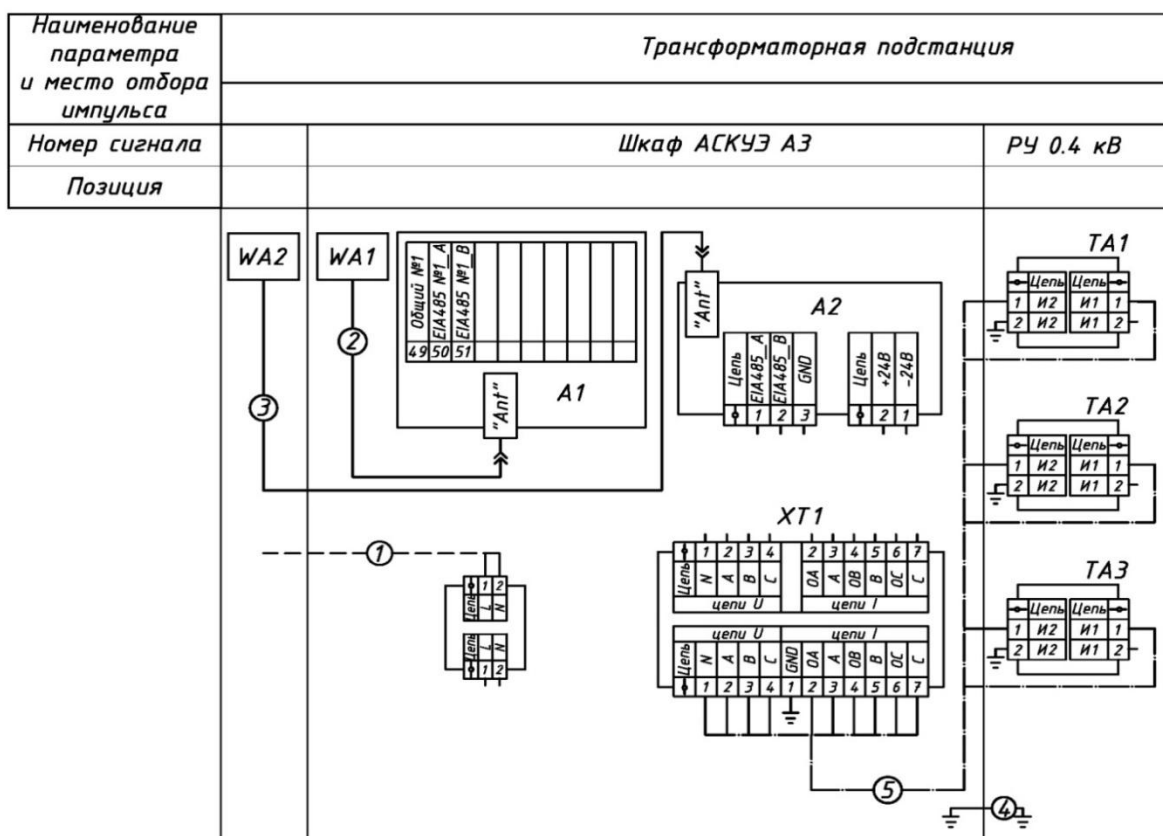 Наименование
параметра
и место отбора
импульса
Трансформаторная подстанция
Номер сигнала
Шкаф АСКУЭ А3
РУ 0.4 кВ
Позиция
WA2
WA1
Общий №1
EIA485 №1_A
EIA485 №1_B
49 50 51
"Ant"
A1
"Ant"
A2
Цепь
EIA485_A
EIA485_B
GND
1 2 3
Цепь
+24В
-24В
2 1
TA1
Цепь Цепь
1 И2 И1 1
2 И2 И1 2
TA2
Цепь Цепь
1 И2 И1 1
2 И2 И1 2
TA3
Цепь Цепь
1 И2 И1 1
2 И2 И1 2
2
3
1
1 2
Цепь L N
Цепь L N
1 2
XT1
1 2 3 4 2 3 4 5 6 7
Цепь N A B C OA A OB B OC C
цепи U цепи I
цепи U цепи I
Цепь N A B C GND OA A OB B OC C
1 2 3 4 1 2 3 4 5 6 7
5
4